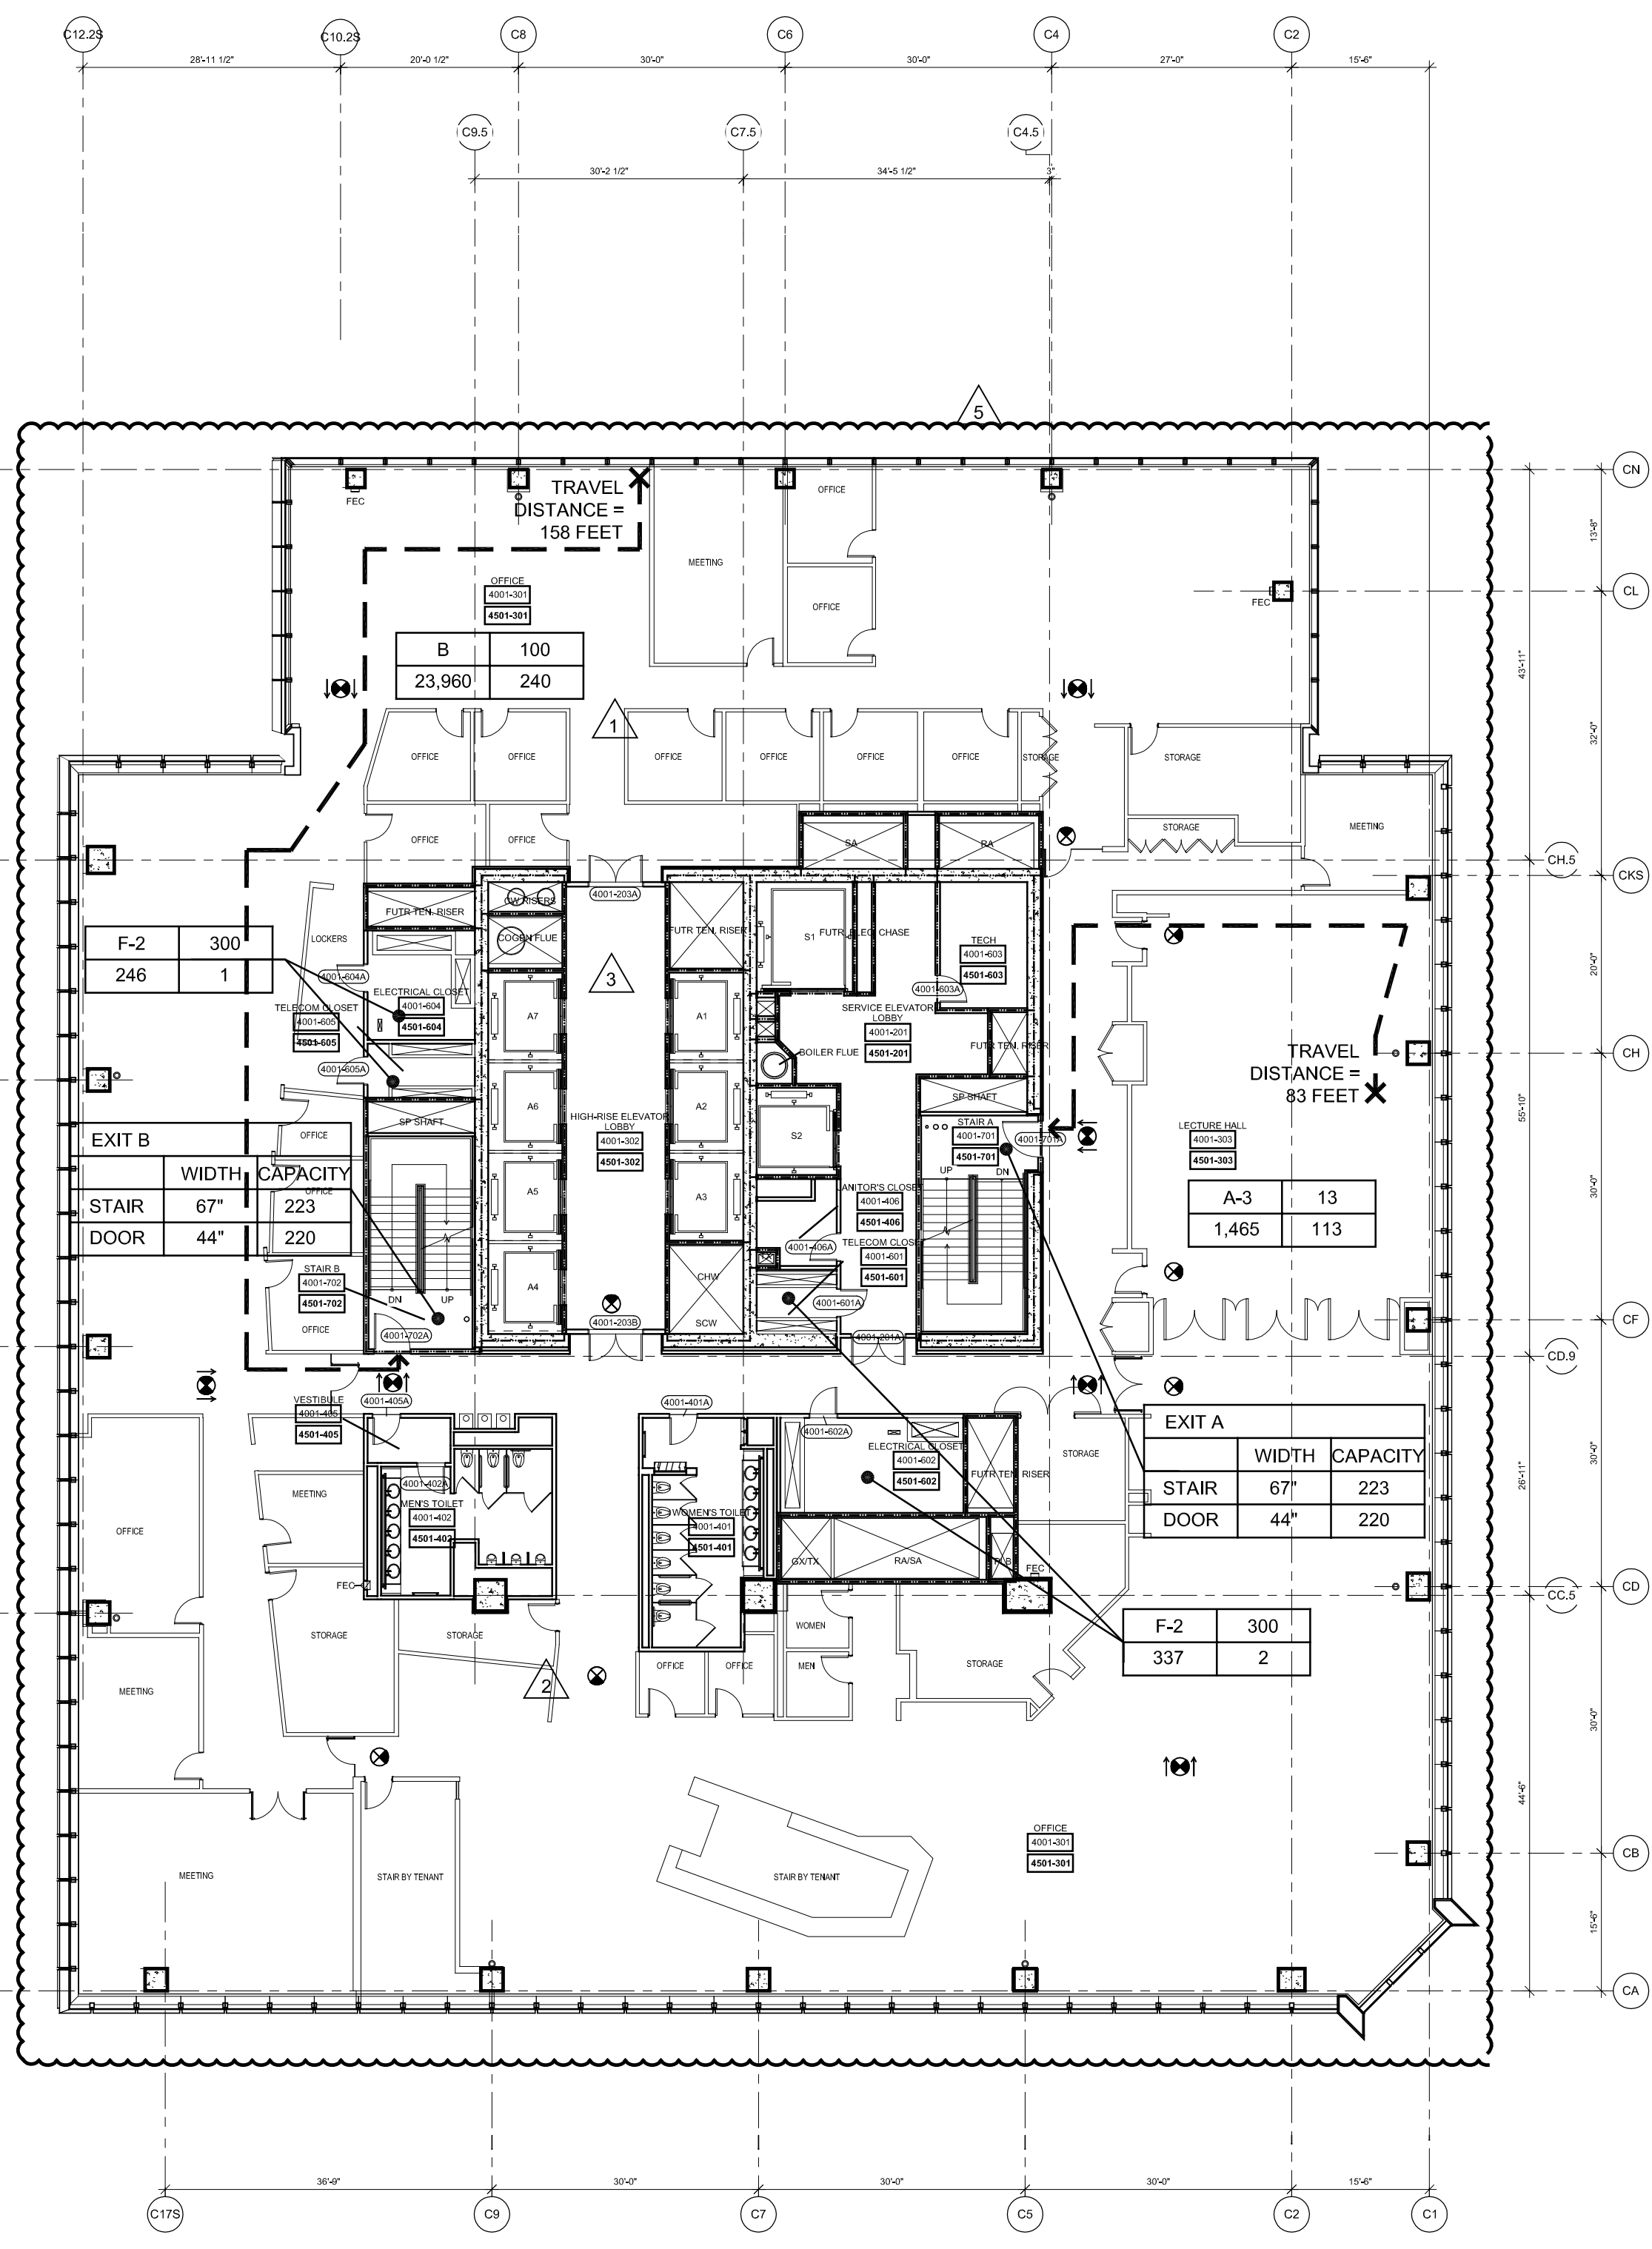 C12.2S
C10.2S
C8
C6
C4
C2
28'-11 1/2"
20'-0 1/2"
30'-0"
30'-0"
27'-0"
15'-6"
C9.5
C7.5
C4.5
30'-2 1/2"
34'-5 1/2"
3"
5
CN
FEC
TRAVEL
DISTANCE =
158 FEET
OFFICE
13'-8"
MEETING
OFFICE
4001-301
4501-301
OFFICE
FEC
CL
B
100
23,960
240
43'-11"
1
32'-0"
OFFICE
OFFICE
OFFICE
OFFICE
OFFICE
OFFICE
STORAGE
STORAGE
OFFICE
OFFICE
SA
RA
STORAGE
MEETING
CH.5
CKS
4001-203A
CW RISERS
FUTR TEN. RISER
LOCKERS
COGEN FLUE
FUTR TEN. RISER
S1
FUTR. ELEC CHASE
TECH
4001-603
4501-603
F-2
300
246
1
3
20'-0"
4001-604A
4001-603A
ELECTRICAL CLOSET
4001-604
4501-604
TELECOM CLOSET
4001-605
4501-605
A7
A1
SERVICE ELEVATOR
LOBBY
4001-201
4501-201
FUTR TEN. RISER
BOILER FLUE
TRAVEL
DISTANCE =
83 FEET
CH
4001-605A
SP SHAFT
SP SHAFT
A6
A2
HIGH-RISE ELEVATOR
LOBBY
4001-302
4501-302
S2
STAIR A
4001-701
4501-701
4001-701A
UP
DN
LECTURE HALL
4001-303
4501-303
55'-10"
EXIT B
WIDTH
CAPACITY
STAIR
67"
223
DOOR
44"
220
OFFICE
OFFICE
A5
A3
4001-406
4501-406
4001-406A
A-3
13
1,465
113
30'-0"
STAIR B
4001-702
4501-702
DN
UP
4001-702A
OFFICE
A4
CHW
SCW
4001-203B
4001-601
4501-601
4001-601A
4001-201A
CF
CD.9
VESTIBULE
4001-405
4501-405
4001-405A
4001-401A
4001-602A
ELECTRICAL CLOSET
4001-602
4501-602
FUTR TEN. RISER
STORAGE
EXIT A
WIDTH
CAPACITY
STAIR
67"
223
DOOR
44"
220
26'-11"
30'-0"
MEETING
OFFICE
4001-402A
MEN'S TOILET
4001-402
4501-402
WOMEN'S TOILET
4001-401
4501-401
GX/TX
RA/SA
FEC
FEC
CD
CC.5
STORAGE
STORAGE
WOMEN
MEN
OFFICE
OFFICE
STORAGE
F-2
300
337
2
MEETING
2
30'-0"
44'-6"
OFFICE
4001-301
4501-301
CB
MEETING
STAIR BY TENANT
STAIR BY TENANT
15'-6"
CA
36'-9"
30'-0"
30'-0"
30'-0"
15'-6"
C17S
C9
C7
C5
C2
C1